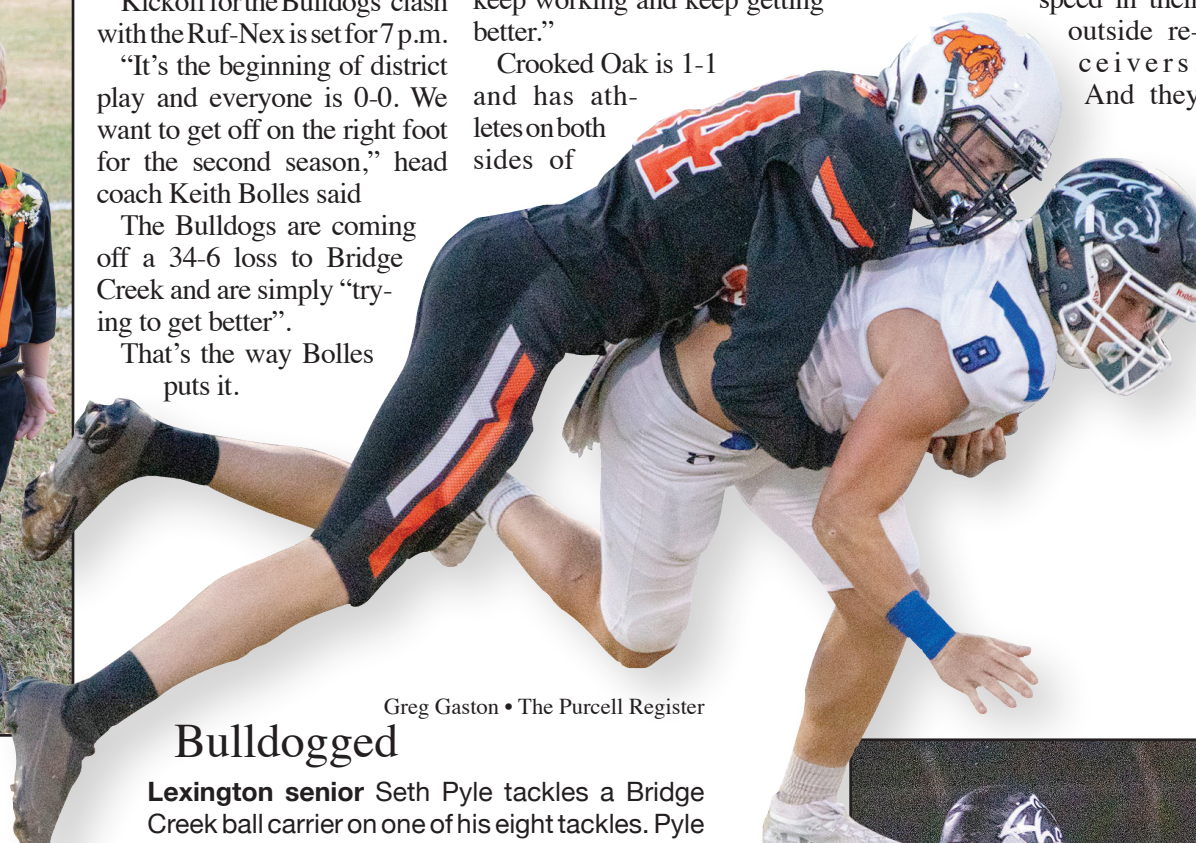 Kickoff for the Bulldogs' clash
with the Ruf-Nex is set for 7 p.m.
“It’s the beginning of district
play and everyone is 0-0. We
want to get off on the right foot
for the second season,” head
coach Keith Bolles said
The Bulldogs are coming
off a 34-6 loss to Bridge
Creek and are simply “try-
ing to get better”.
That’s the way Bolles
puts it.
keep working and keep getting
better.”
Crooked Oak is 1-1
and has ath-
letes on both
sides of
speed in their
outside re-
ceivers
And they
8
Greg Gaston • The Purcell Register
Bulldogged
Lexington senior Seth Pyle tackles a Bridge
Creek ball carrier on one of his eight tackles. Pyle